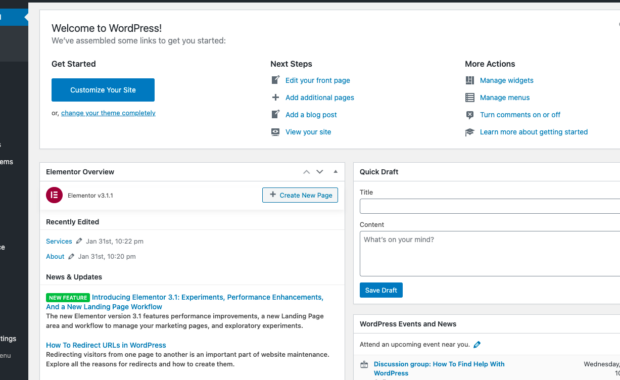 Welcome to WordPress!
We've assembled some links to get you started:
Get Started
Customize Your Site
or, change your theme completely
Next Steps
Edit your front page
Add additional pages
Add a blog post
View your site
More Actions
Manage widgets
Manage menus
Turn comments on or off
Learn more about getting started
Elementor Overview
Elementor v3.1.1
+ Create New Page
Recently Edited
Services Jan 31st, 10:22 pm
About Jan 31st, 10:20 pm
News & Updates
NEW FEATURE Introducing Elementor 3.1: Experiments, Performance Enhancements,
And a New Landing Page Workflow
The new Elementor version 3.1 features performance improvements, a new Landing Page
area and workflow to manage your marketing pages, and exploratory experiments.
How To Redirect URLs in WordPress
Redirecting visitors from one page to another is an important part of website maintenance.
Explore all the reasons for redirects and how to create them.
Quick Draft
Title
Content
What's on your mind?
Save Draft
WordPress Events and News
Attend an upcoming event near you.
Discussion group: How To Find Help With
WordPress
Wednesday,
10
ems
tings
enu